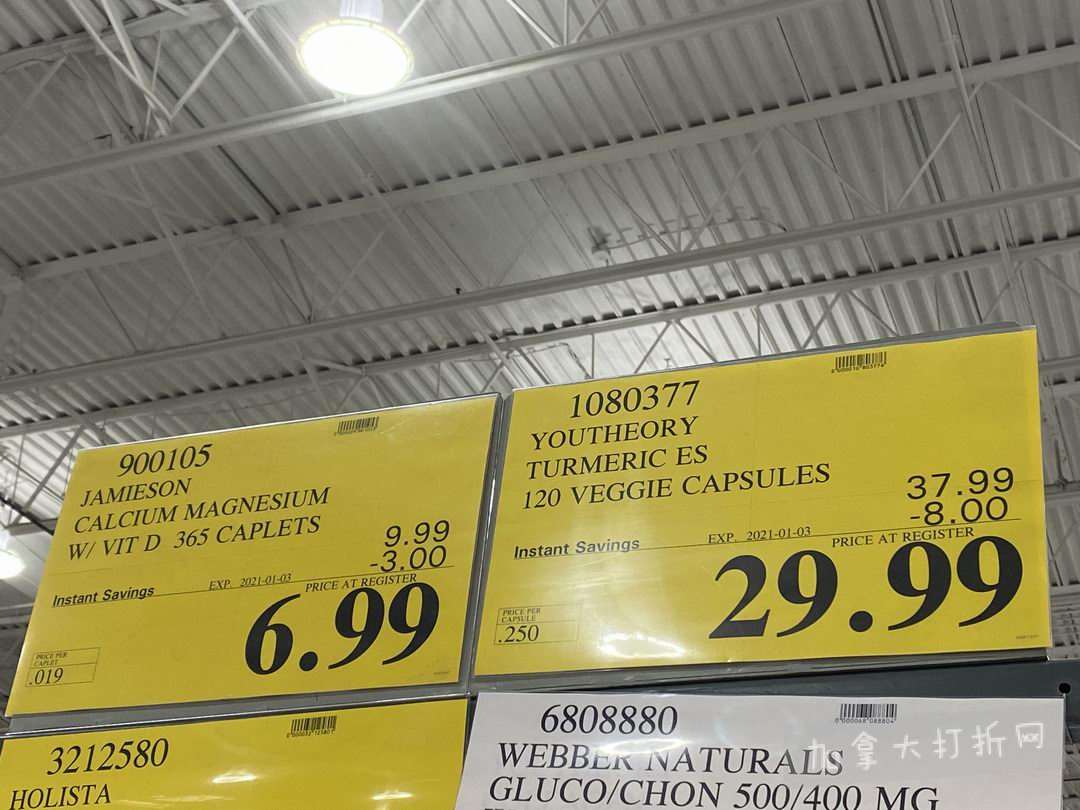 900105
JAMIESON
CALCIUM MAGNESIUM
W/ VIT D 365 CAPLETS
9.99
-3.00
Instant Savings
EXP. 2021-01-03
PRICE AT REGISTER
6.99
PRICE PER
CAPLET
.019
1080377
YOUTHEORY
TURMERIC ES
120 VEGGIE CAPSULES
37.99
-8.00
Instant Savings
EXP. 2021-01-03
PRICE AT REGISTER
29.99
PRICE PER
CAPSULE
.250
3212580
HOLISTA
6808880
WEBBER NATURALS
GLUCO/CHON 500/400 MG
加拿大打折网